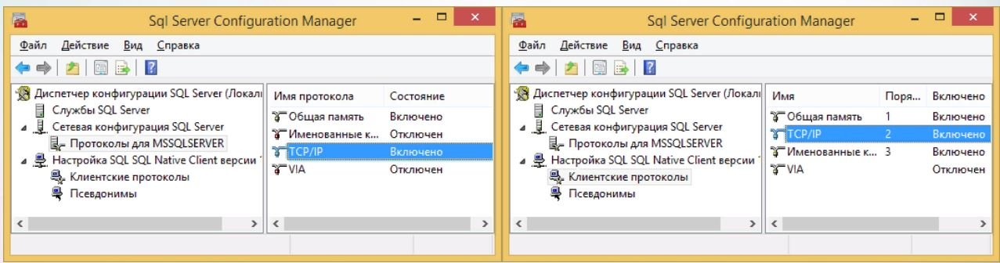 Sql Server Configuration Manager
Файл Действие Вид Справка
Диспетчер конфигурации SQL Server (Локал
Службы SQL Server
Сетевая конфигурация SQL Server
Протоколы для MSSQLSERVER
Настройка SQL SQL Native Client версии
Клиентские протоколы
Псевдонимы
Имя протокола Состояние
Общая память Включено
Именованные к... Отключен
TCP/IP Включено
VIA Отключен
Sql Server Configuration Manager
Файл Действие Вид Справка
Диспетчер конфигурации SQL Server (Локал
Службы SQL Server
Сетевая конфигурация SQL Server
Протоколы для MSSQLSERVER
Настройка SQL SQL Native Client версии
Клиентские протоколы
Псевдонимы
Имя Поря... Включено
Общая память 1 Включено
TCP/IP 2 Включено
Именованные к... 3 Включено
VIA Отключен